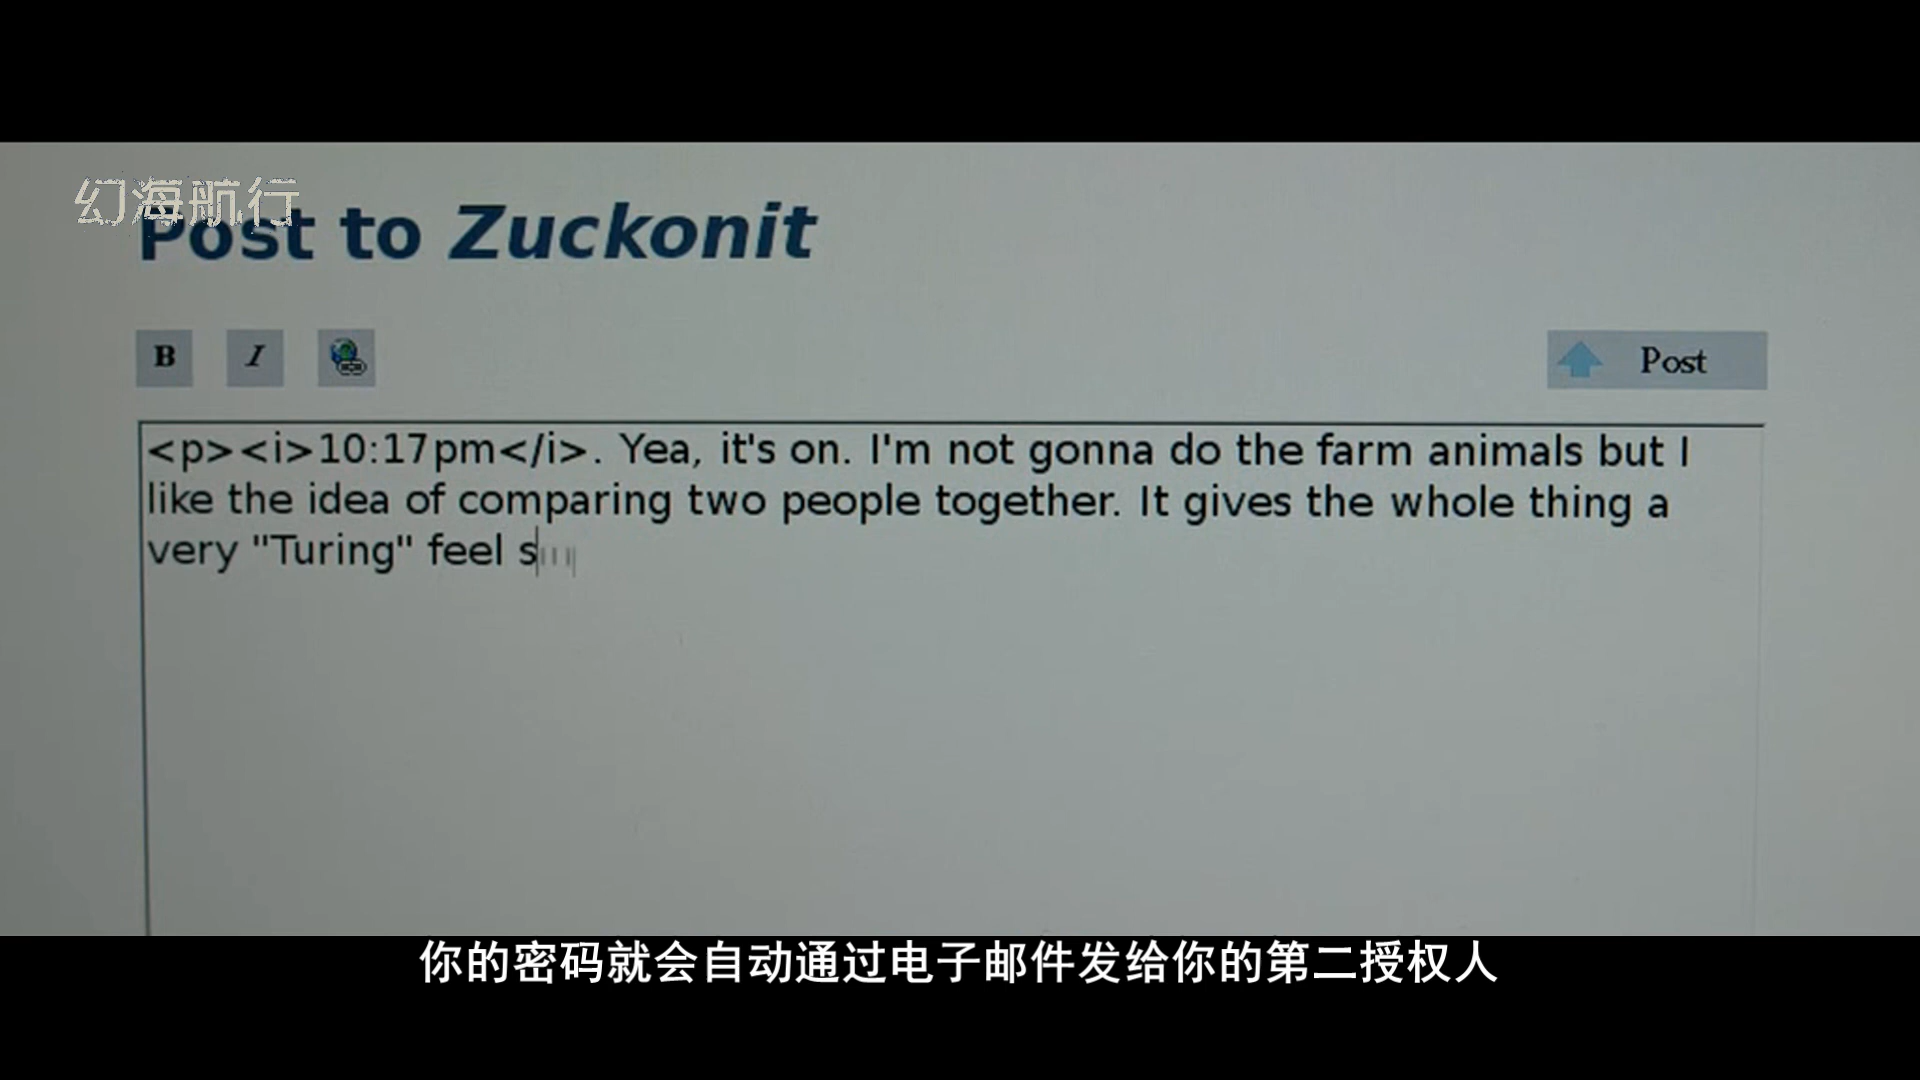 幻海航行
Post to Zuckonit
B I
Post
<p><i>10:17pm</i>. Yea, it's on. I'm not gonna do the farm animals but I
like the idea of comparing two people together. It gives the whole thing a
very "Turing" feel s
你的密码就会自动通过电子邮件发给你的第二授权人